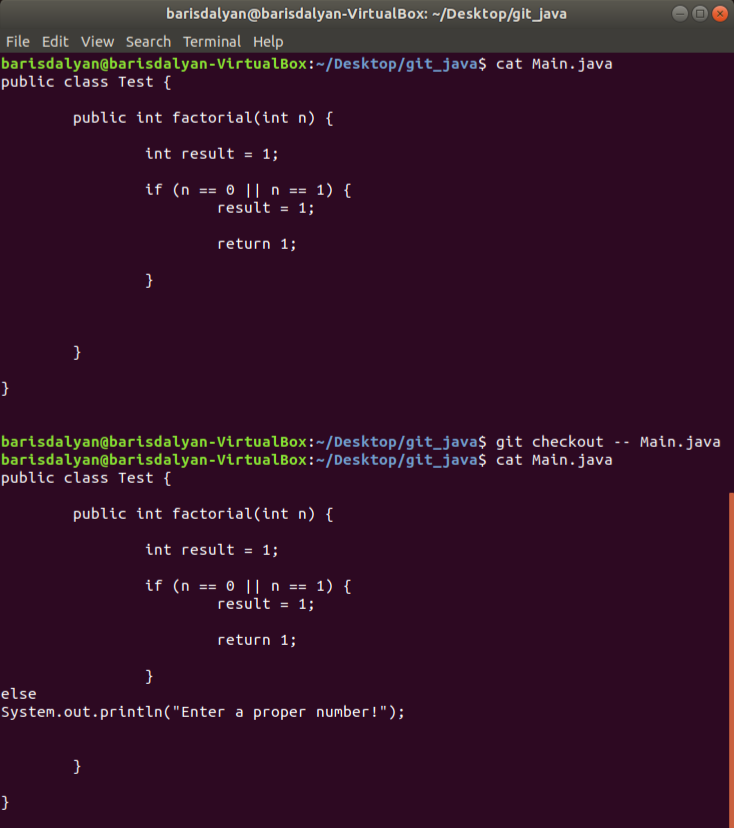 barisdalyan@barisdalyan-VirtualBox: ~/Desktop/git_java
File Edit View Search Terminal Help
barisdalyan@barisdalyan-VirtualBox:~/Desktop/git_java$ cat Main.java
public class Test {
        public int factorial(int n) {
                int result = 1;
                if (n == 0 || n == 1) {
                        result = 1;
                        return 1;
                }
        }
}
barisdalyan@barisdalyan-VirtualBox:~/Desktop/git_java$ git checkout -- Main.java
barisdalyan@barisdalyan-VirtualBox:~/Desktop/git_java$ cat Main.java
public class Test {
        public int factorial(int n) {
                int result = 1;
                if (n == 0 || n == 1) {
                        result = 1;
                        return 1;
                }
else
System.out.println("Enter a proper number!");
        }
}